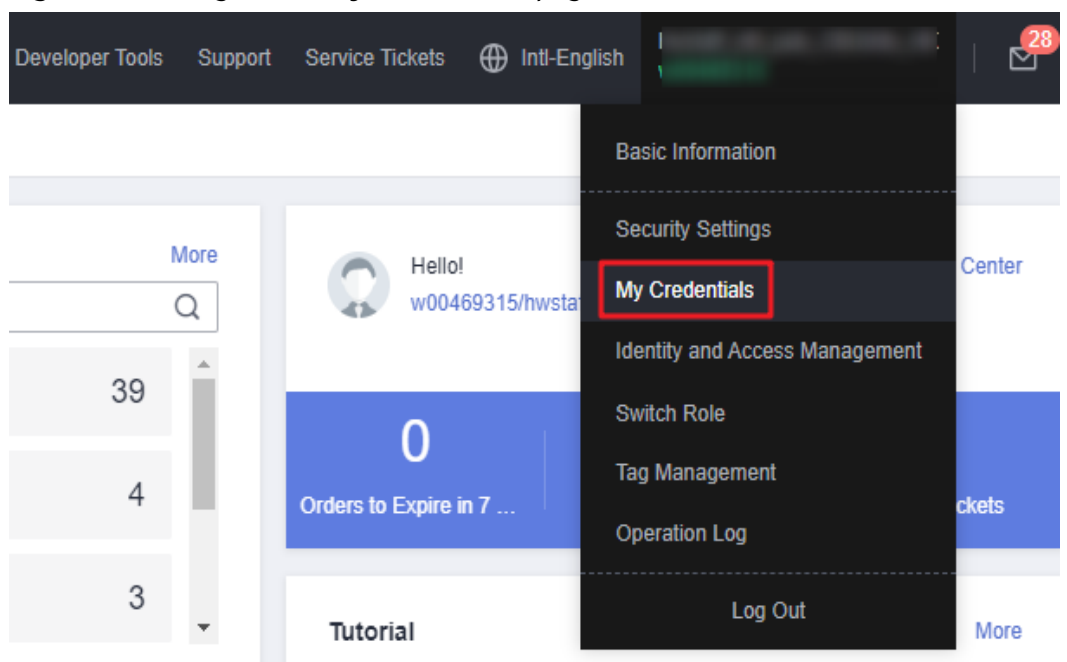 Developer Tools Support Service Tickets Intl-English 28
Basic Information
Security Settings
My Credentials
Identity and Access Management
Switch Role
Tag Management
Operation Log
Log Out
More
39
4
3
Hello!
w00469315/hwsta
Center
0
Orders to Expire in 7 ...
ckets
Tutorial
More